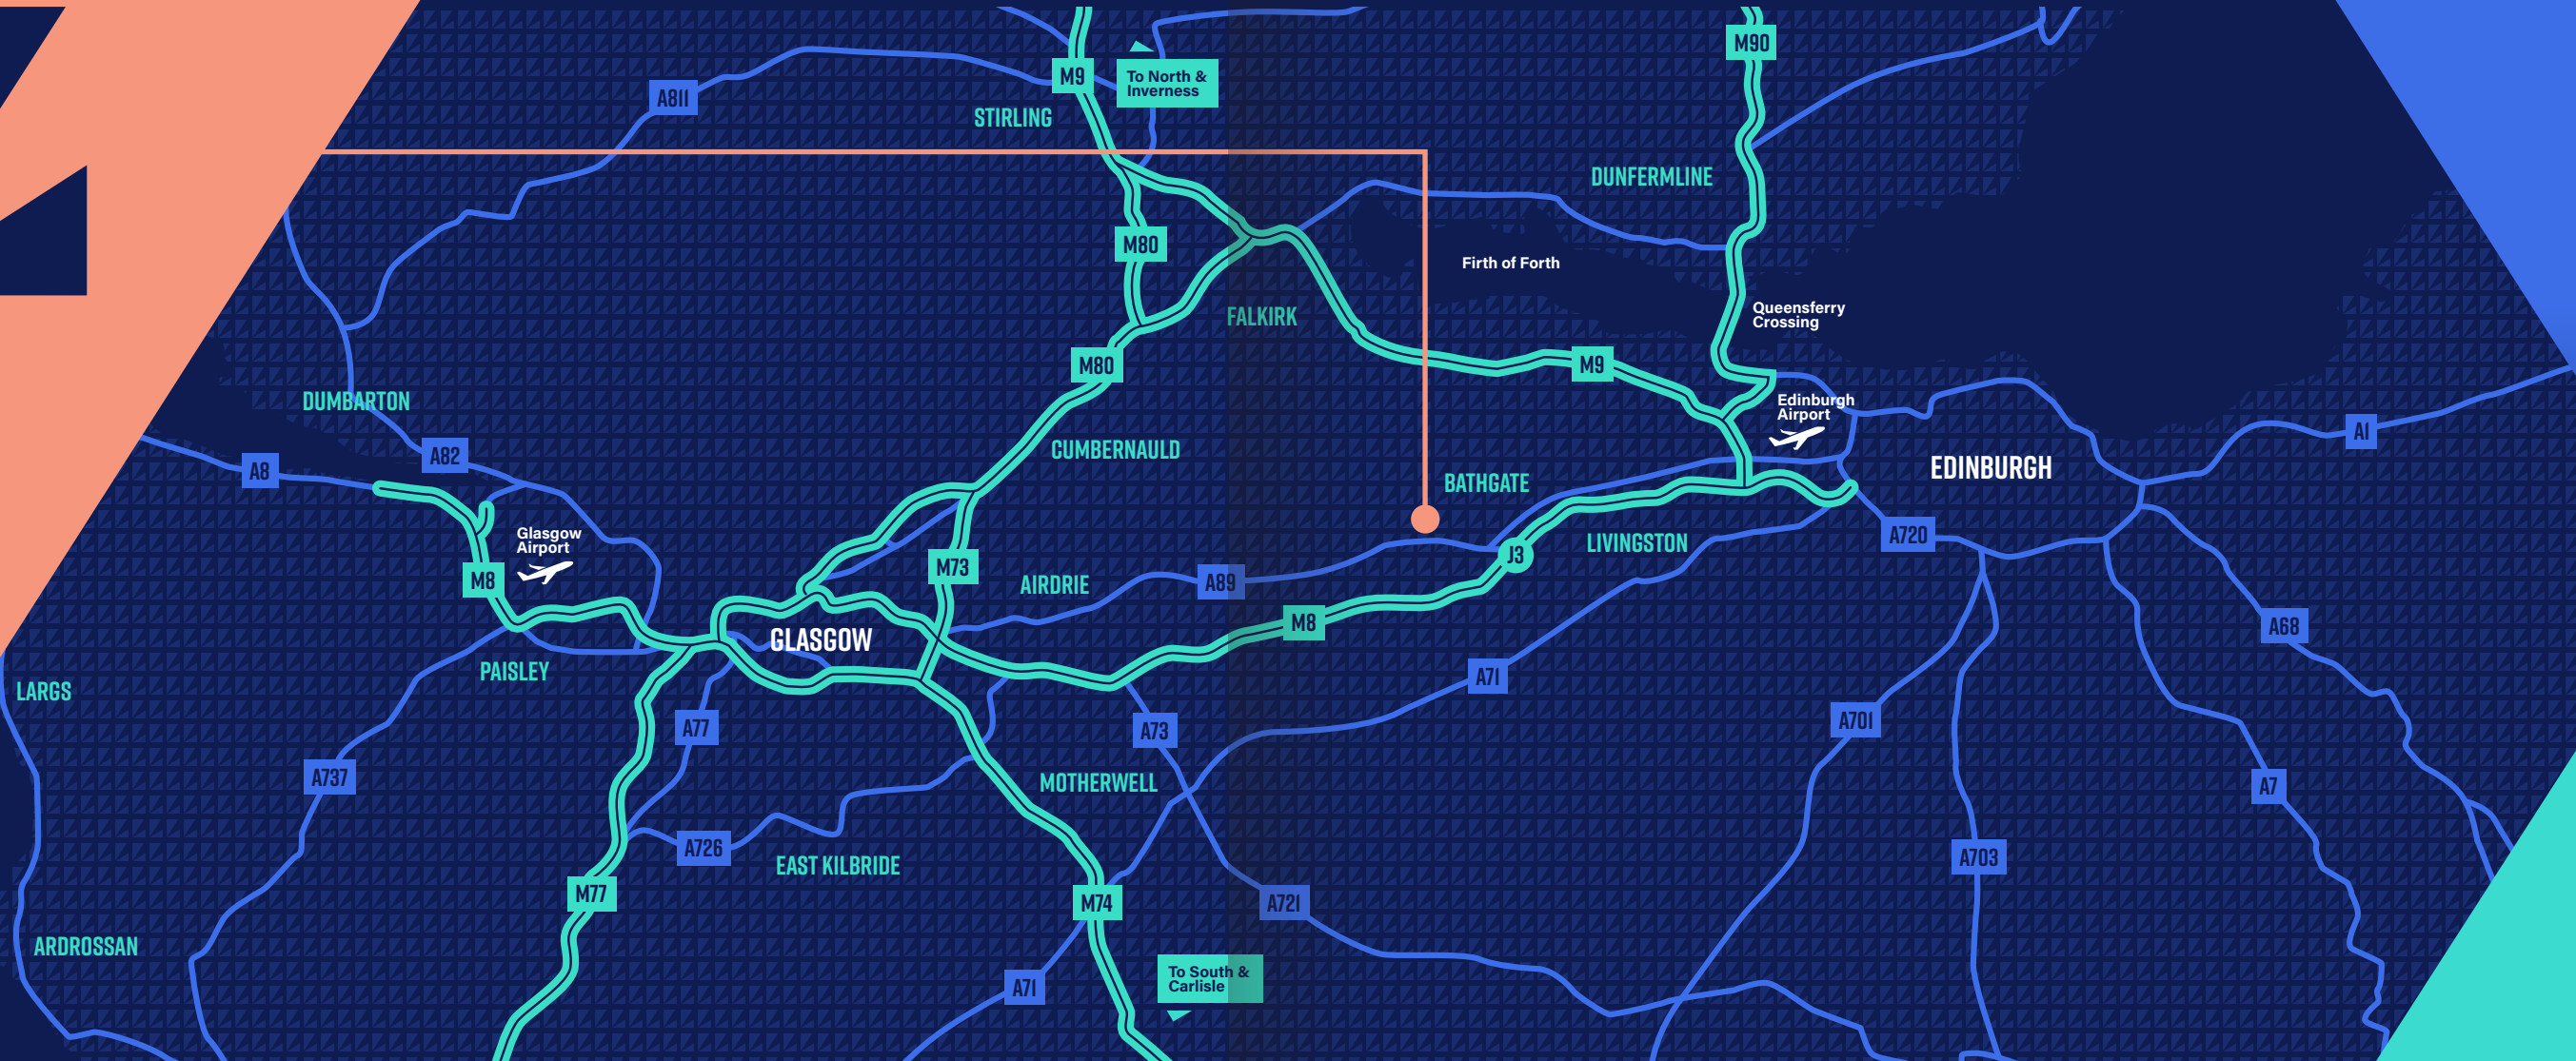 M90
M9
To North &
Inverness
A811
STIRLING
DUNFERMLINE
M80
Firth of Forth
FALKIRK
Queensferry
Crossing
M80
M9
DUMBARTON
Edinburgh
Airport
A1
CUMBERNAULD
A82
A8
EDINBURGH
BATHGATE
Glasgow
Airport
A720
LIVINGSTON
J3
M73
M8
AIRDRIE
A89
M8
A68
GLASGOW
PAISLEY
A71
LARGS
A701
A77
A73
A737
MOTHERWELL
A7
A726
A703
EAST KILBRIDE
M77
M74
A721
ARDROSSAN
To South &
Carlisle
A71